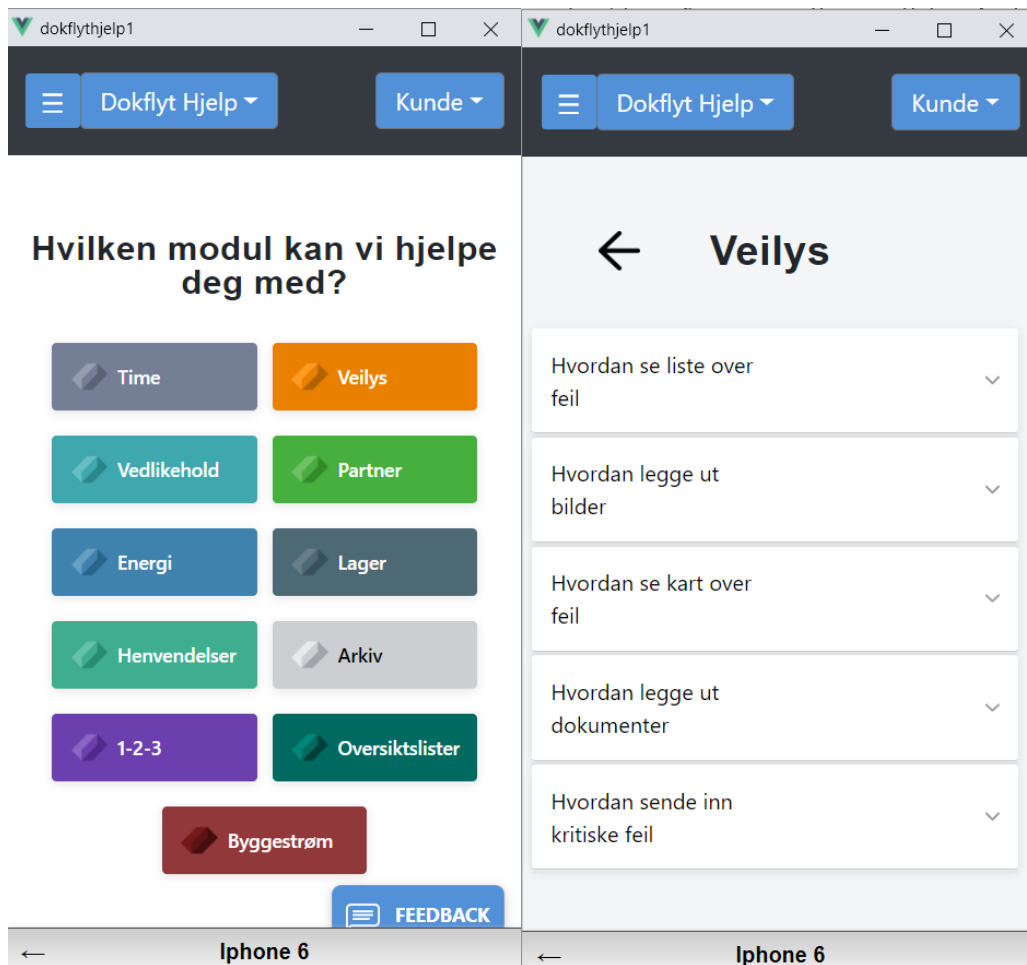 dokflythjelp1
Dokflyt Hjelp
Kunde
Hvilken modul kan vi hjelpe
deg med?
Time
Veilys
Vedlikehold
Partner
Energi
Lager
Henvendelser
Arkiv
1-2-3
Oversiktslister
Byggestrøm
FEEDBACK
← Iphone 6
dokflythjelp1
Dokflyt Hjelp
Kunde
← Veilys
Hvordan se liste over
feil
Hvordan legge ut
bilder
Hvordan se kart over
feil
Hvordan legge ut
dokumenter
Hvordan sende inn
kritiske feil
← Iphone 6